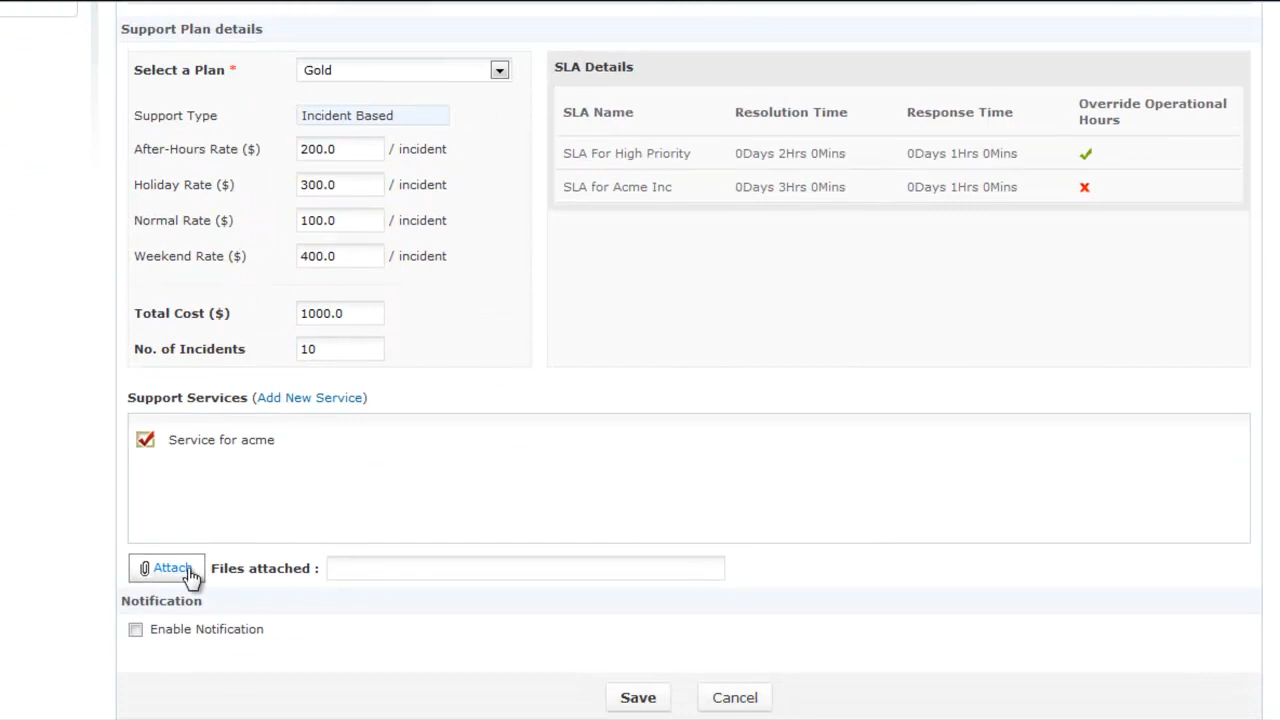 Support Plan details
Select a Plan *
Gold
Support Type
Incident Based
After-Hours Rate ($)
200.0
/ incident
Holiday Rate ($)
300.0
/ incident
Normal Rate ($)
100.0
/ incident
Weekend Rate ($)
400.0
/ incident
Total Cost ($)
1000.0
No. of Incidents
10
SLA Details
SLA Name
Resolution Time
Response Time
Override Operational
Hours
SLA For High Priority
0Days 2Hrs 0Mins
0Days 1Hrs 0Mins
SLA for Acme Inc
0Days 3Hrs 0Mins
0Days 1Hrs 0Mins
Support Services (Add New Service)
Service for acme
Attach
Files attached :
Notification
Enable Notification
Save
Cancel